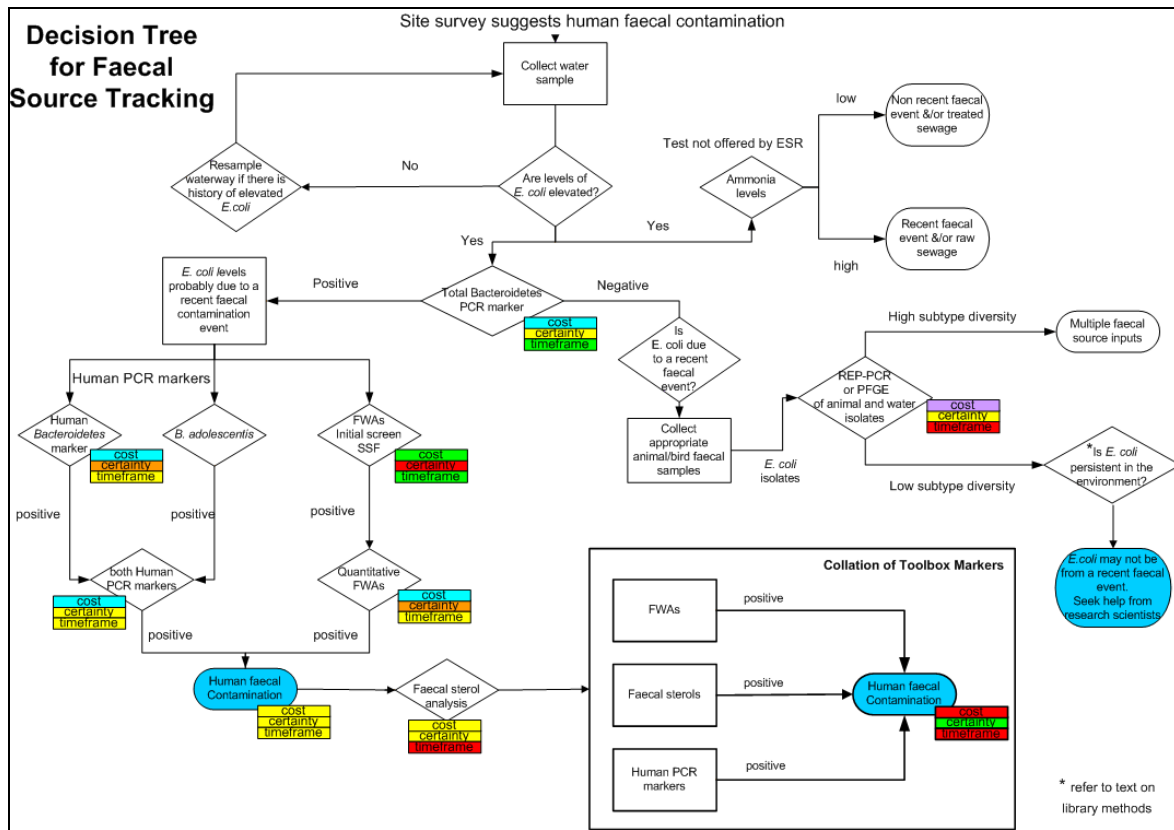 Site survey suggests human faecal contamination
Decision Tree
for Faecal
Source Tracking
Collect water
sample
low
Non recent faecal
event &/or treated
sewage
Test not offered by ESR
Resample
waterway if there is
history of elevated
E.coli
No
Are levels of
E. coli elevated?
Ammonia
levels
Yes
Yes
Recent faecal
event &/or raw
sewage
high
E. coli levels
probably due to a
recent faecal
contamination
event
Positive
Total Bacteroidetes
PCR marker
cost
certainty
timeframe
Negative
Is
E. coli due
to a recent
faecal
event?
High subtype diversity
Multiple faecal
source inputs
Human PCR markers
REP-PCR
or PFGE
of animal and water
isolates
cost
certainty
timeframe
Human
Bacteroidetes
marker
cost
certainty
timeframe
B. adolescentis
FWAs
Initial screen
SSF
cost
certainty
timeframe
Collect
appropriate
animal/bird faecal
samples
E. coli
isolates
Low subtype diversity
*Is E. coli
persistent in the
environment?
positive
positive
positive
both Human
PCR markers
cost
certainty
timeframe
Quantitative
FWAs
cost
certainty
timeframe
Collation of Toolbox Markers
E.coli may not be
from a recent faecal
event.
Seek help from
research scientists
FWAs
positive
positive
positive
Human faecal
Contamination
cost
certainty
timeframe
Faecal sterol
analysis
cost
certainty
timeframe
Faecal sterols
positive
Human faecal
Contamination
cost
certainty
timeframe
Human PCR
markers
positive
* refer to text on
library methods